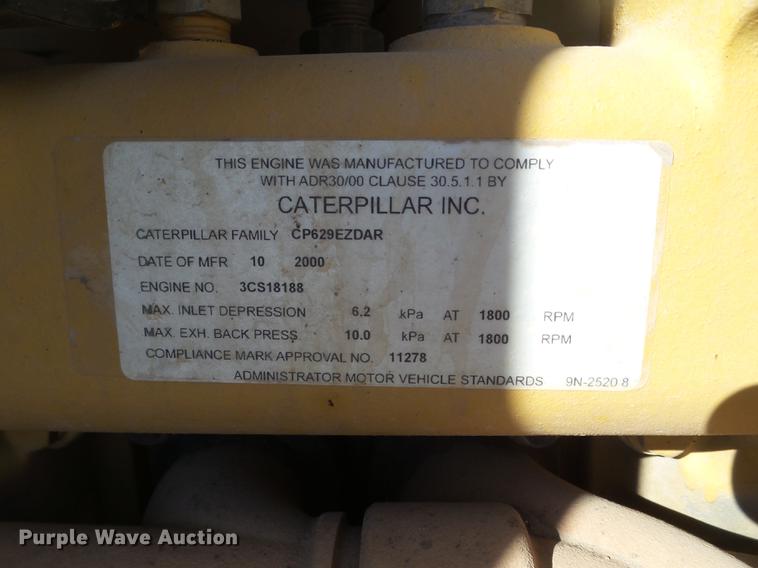 THIS ENGINE WAS MANUFACTURED TO COMPLY
WITH ADR30/00 CLAUSE 30.5.1.1 BY
CATERPILLAR INC.
CATERPILLAR FAMILY CP629EZDAR
DATE OF MFR 10 2000
ENGINE NO. 3CS18188
MAX. INLET DEPRESSION 6.2 kPa AT 1800 RPM
MAX. EXH. BACK PRESS 10.0 kPa AT 1800 RPM
COMPLIANCE MARK APPROVAL NO. 11278
ADMINISTRATOR MOTOR VEHICLE STANDARDS 9N-2520 8
Purple Wave Auction